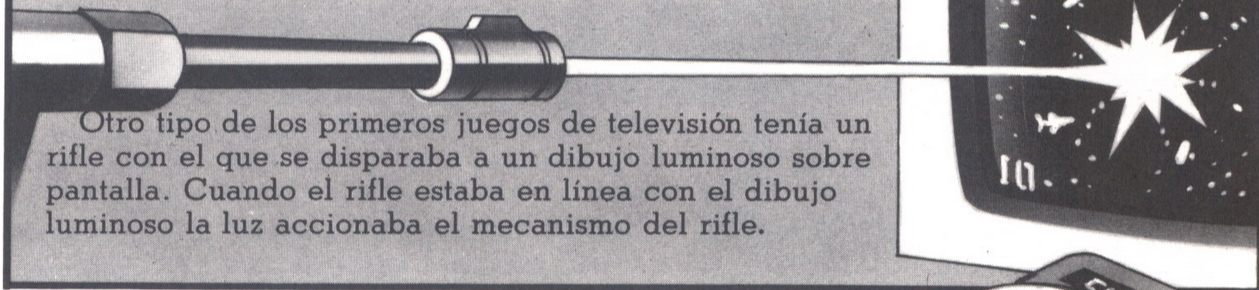 Otro tipo de los primeros juegos de televisión tenía un
rifle con el que se disparaba a un dibujo luminoso sobre
pantalla. Cuando el rifle estaba en línea con el dibujo
luminoso la luz accionaba el mecanismo del rifle.